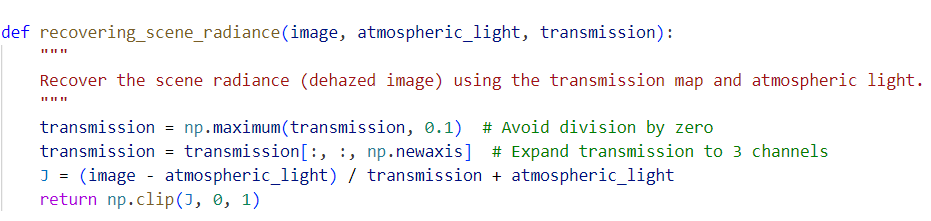 def recovering_scene_radiance(image, atmospheric_light, transmission):
    """
    Recover the scene radiance (dehazed image) using the transmission map and atmospheric light.
    """
    transmission = np.maximum(transmission, 0.1)  # Avoid division by zero
    transmission = transmission[:, :, np.newaxis]  # Expand transmission to 3 channels
    J = (image - atmospheric_light) / transmission + atmospheric_light
    return np.clip(J, 0, 1)